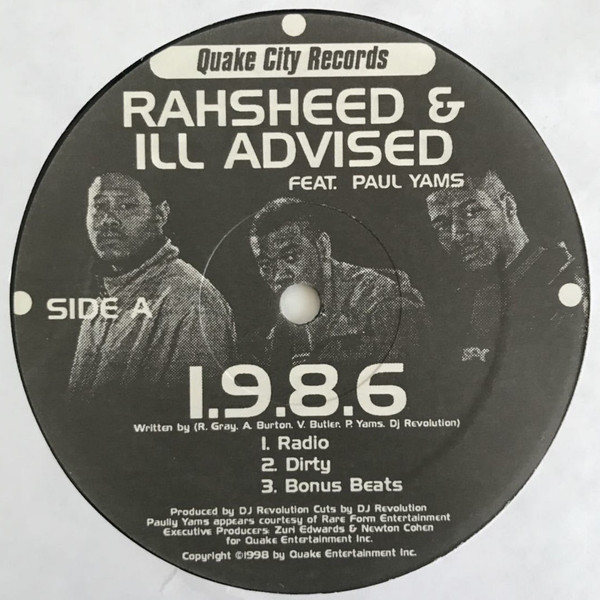 Quake City Records
RAHSHEED &
ILL ADVISED
FEAT. PAUL YAMS
SIDE A
1.9.8.6
Written by (R. Gray. A. Burton. V. Butler. P. Yams. DJ Revolution)
1. Radio
2. Dirty
3. Bonus Beats
Produced by DJ Revolution Cuts by DJ Revolution
Paully Yams appears courtesy of Rare Form Entertainment
Executive Producers: Zuri Edwards & Newton Cohen
for Quake Entertainment Inc.
Copyright ©1998 by Quake Entertainment Inc.